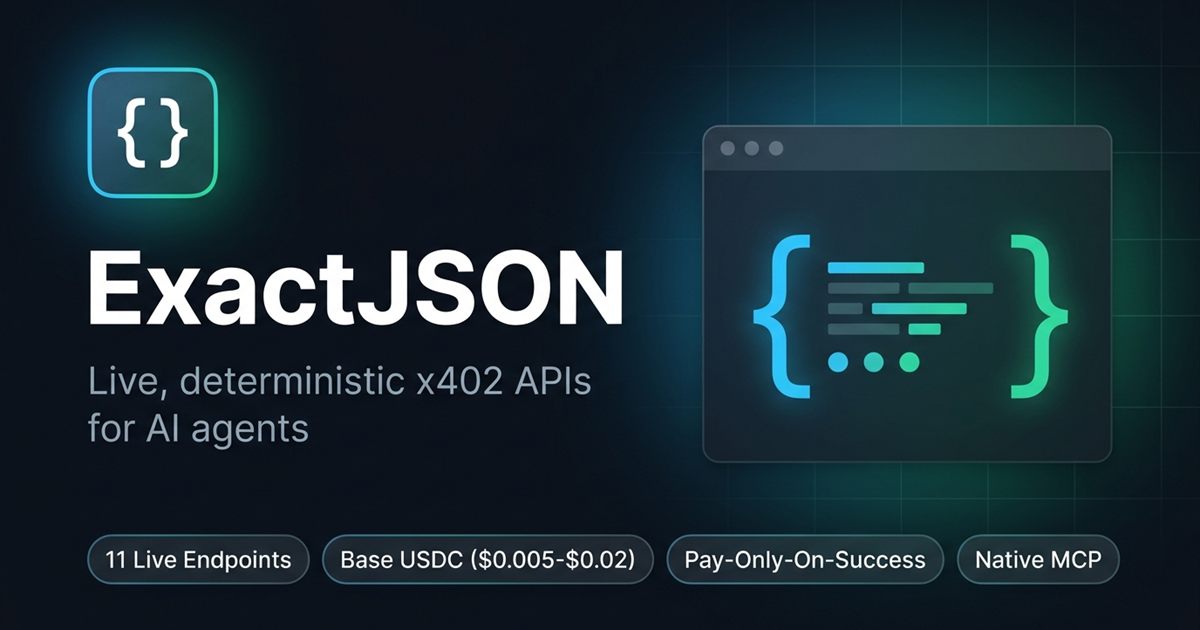 {}
ExactJSON
Live, deterministic x402 APIs
for AI agents
{ }
11 Live Endpoints
Base USDC ($0.005-$0.02)
Pay-Only-On-Success
Native MCP